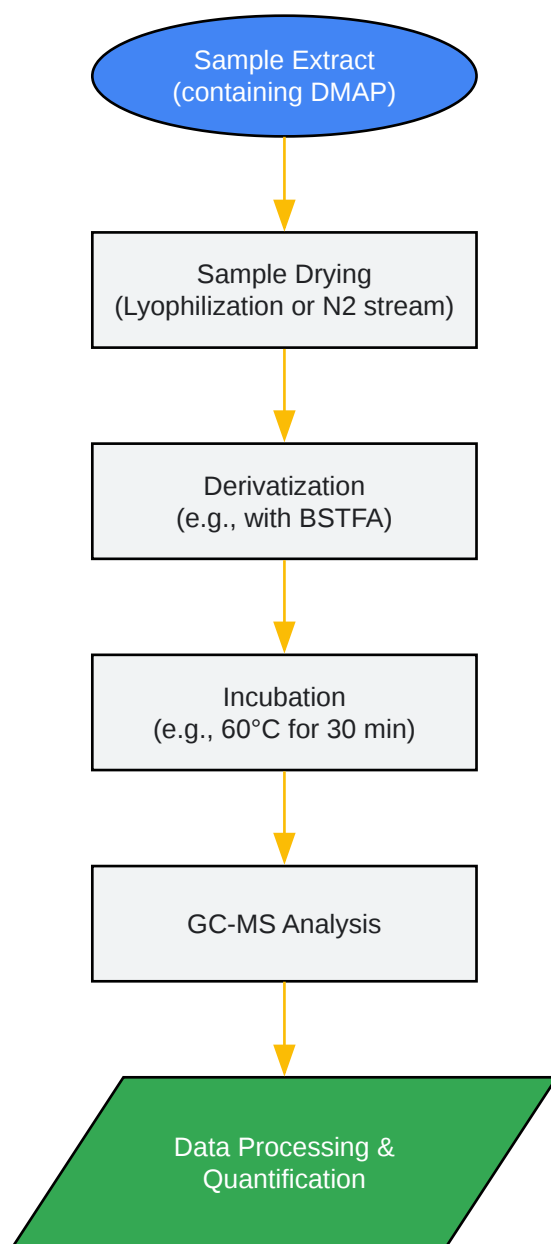 Sample Extract
(containing DMAP)
Sample Drying
(Lyophilization or N2 stream)
Derivatization
(e.g., with BSTFA)
Incubation
(e.g., 60°C for 30 min)
GC-MS Analysis
Data Processing &
Quantification